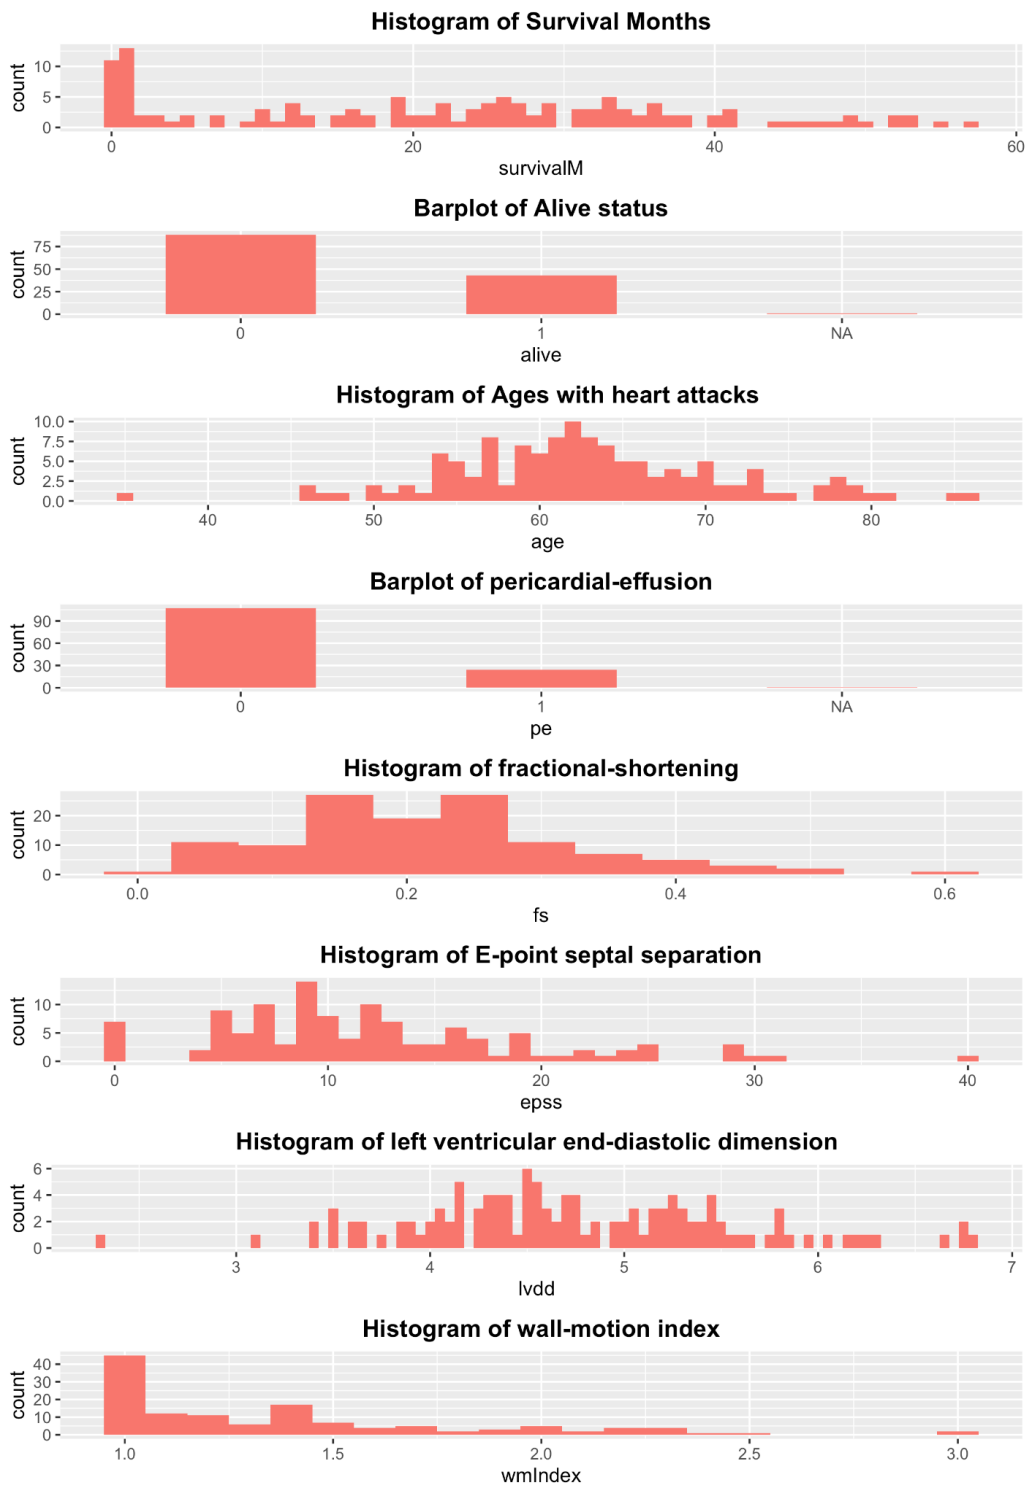 Histogram of Survival Months
count
10
5
0
0 20 40 60
survivalM
Barplot of Alive status
count
75
50
25
0
0 1 NA
alive
Histogram of Ages with heart attacks
count
10.0
7.5
5.0
2.5
0.0
40 50 60 70 80
age
Barplot of pericardial-effusion
count
90
60
30
0
0 1 NA
pe
Histogram of fractional-shortening
count
20
10
0
0.0 0.2 0.4 0.6
fs
Histogram of E-point septal separation
count
10
5
0
0 10 20 30 40
epss
Histogram of left ventricular end-diastolic dimension
count
6
4
2
0
3 4 5 6 7
lvdd
Histogram of wall-motion index
count
40
30
20
10
0
1.0 1.5 2.0 2.5 3.0
wmIndex